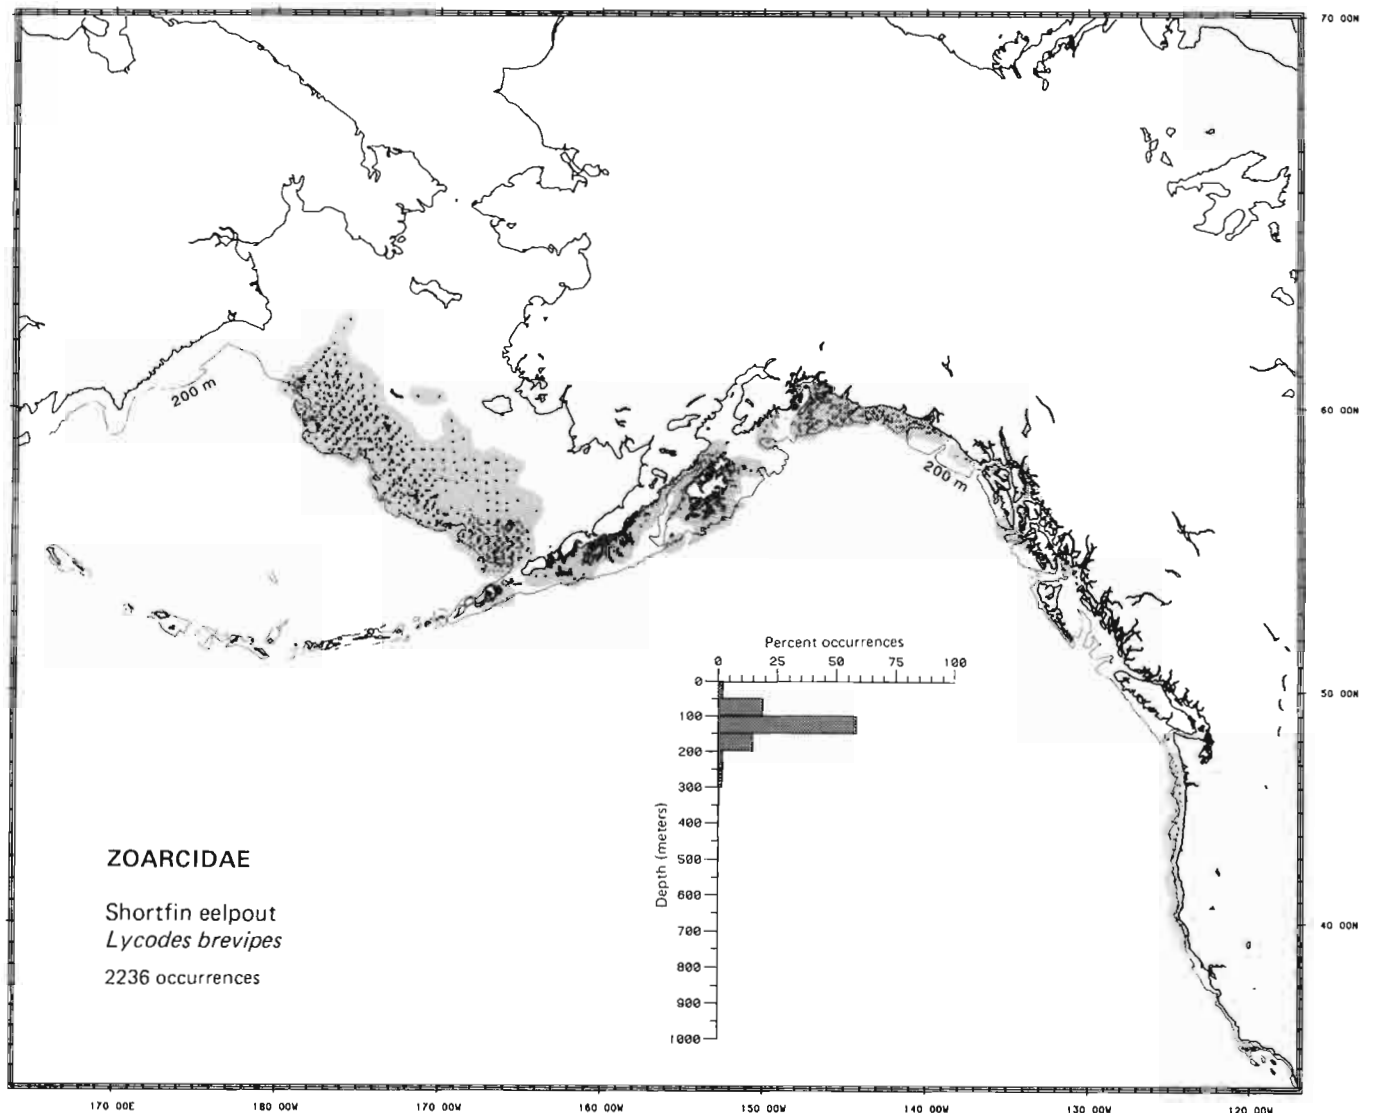 70 00N
200 m
60 00N
200 m
Percent occurrences
0 25 50 75 100
0
100
200
300
400
500
600
700
800
900
1000
Depth (meters)
50 00N
ZOARCIDAE
Shortfin eelpout
Lycodes brevipes
2236 occurrences
40 00N
170 00E 180 00W 170 00W 160 00W 150 00W 140 00W 130 00W 120 00W